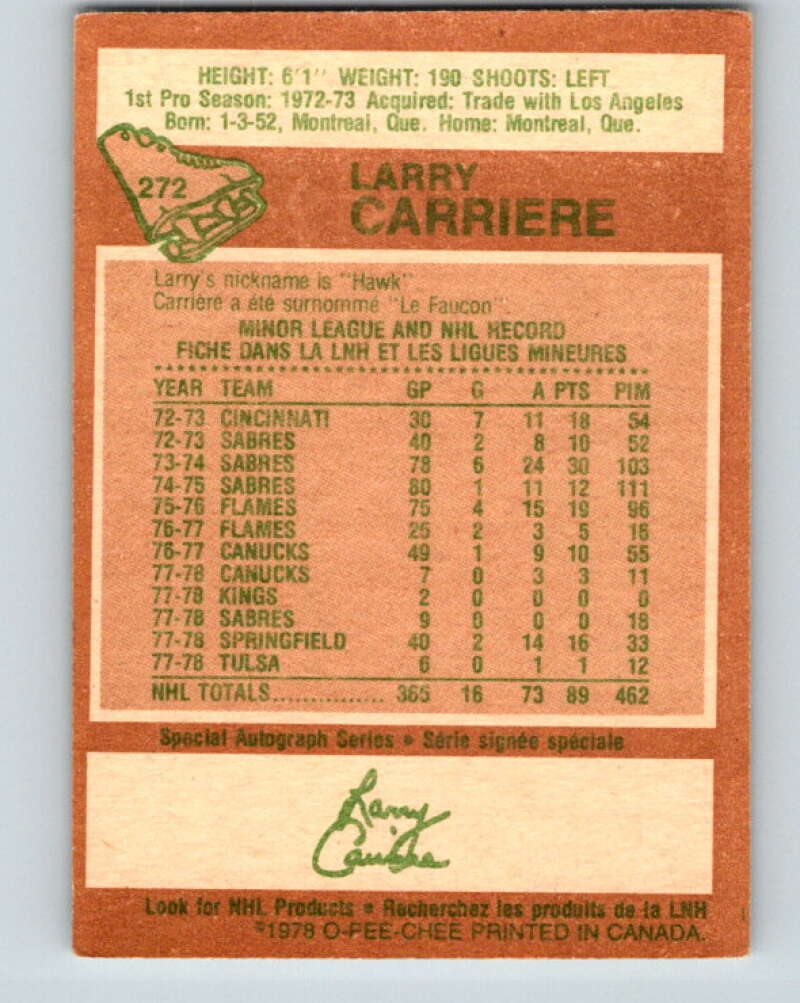 HEIGHT: 6'1" WEIGHT: 190 SHOOTS: LEFT
1st Pro Season: 1972-73 Acquired: Trade with Los Angeles
Born: 1-3-52, Montreal, Que. Home: Montreal, Que.
272
LARRY
CARRIERE
Larry's nickname is "Hawk"
Carrière a été surnommé "Le Faucon"
MINOR LEAGUE AND NHL RECORD
FICHE DANS LA LNH ET LES LIGUES MINEURES
YEAR TEAM GP G A PTS PIM
72-73 CINCINNATI 30 7 11 18 54
72-73 SABRES 40 2 8 10 52
73-74 SABRES 78 6 24 30 103
74-75 SABRES 80 1 11 12 111
75-76 FLAMES 75 4 15 19 96
76-77 FLAMES 25 2 3 5 16
76-77 CANUCKS 49 1 9 10 55
77-78 CANUCKS 7 0 3 3 11
77-78 KINGS 2 0 0 0 0
77-78 SABRES 9 0 0 0 18
77-78 SPRINGFIELD 40 2 14 16 33
77-78 TULSA 6 0 1 1 12
NHL TOTALS............... 365 16 73 89 462
Special Autograph Series • Série signée spéciale
Larry
Carriere
Look for NHL Products • Recherchez les produits de la LNH
©1978 O-PEE-CHEE PRINTED IN CANADA.